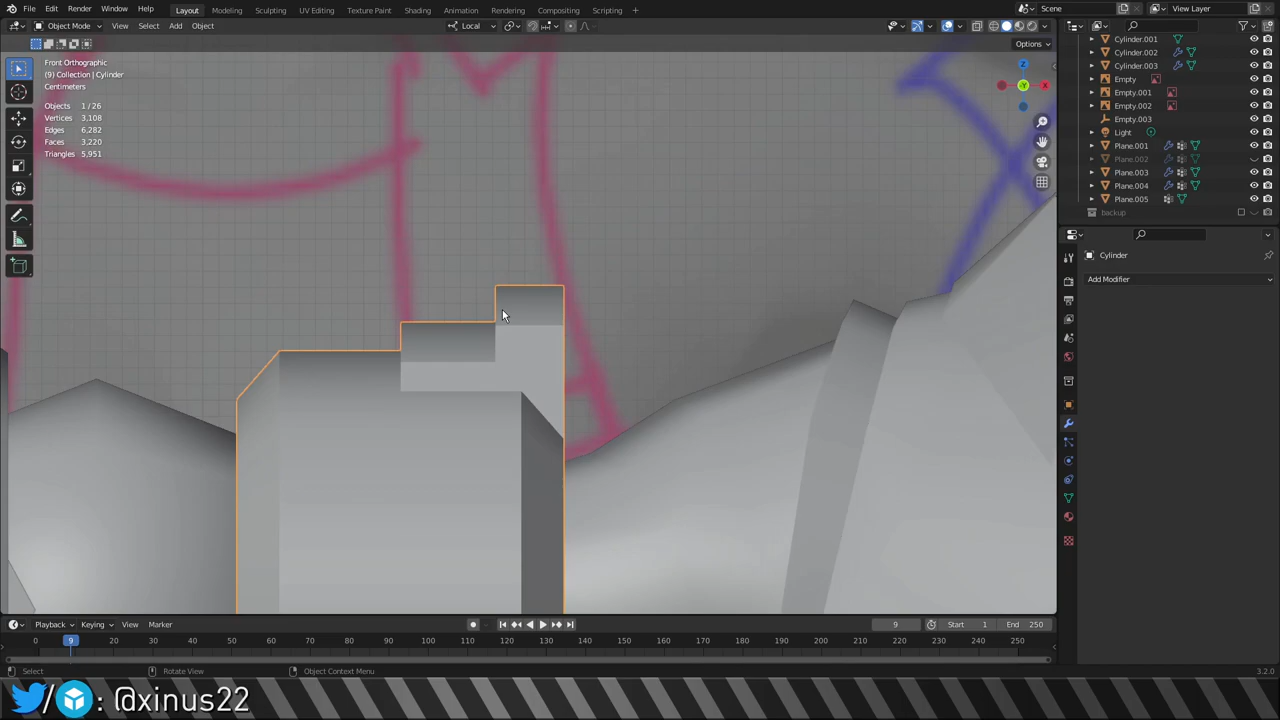 File Edit Render Window Help Layout Modeling Sculpting UV Editing Texture Paint Shading Animation Rendering Compositing Scripting + Scene View Layer
Object Mode View Select Add Object Local
Options
Front Orthographic
(9) Collection | Cylinder
Centimeters
Objects 1 / 26
Vertices 3,108
Edges 6,282
Faces 3,220
Triangles 5,951
Z
X
Y
Cylinder.001
Cylinder.002
Cylinder.003
Empty
Empty.001
Empty.002
Empty.003
Light
Plane.001
Plane.002
Plane.003
Plane.004
Plane.005
backup
Cylinder
Add Modifier
Playback Keying View Marker 9 Start 1 End 250
0 9 20 30 40 50 60 70 80 90 100 110 120 130 140 150 160 170 180 190 200 210 220 230 240 250
Select Rotate View Object Context Menu 3.2.0
/ : @xinus22